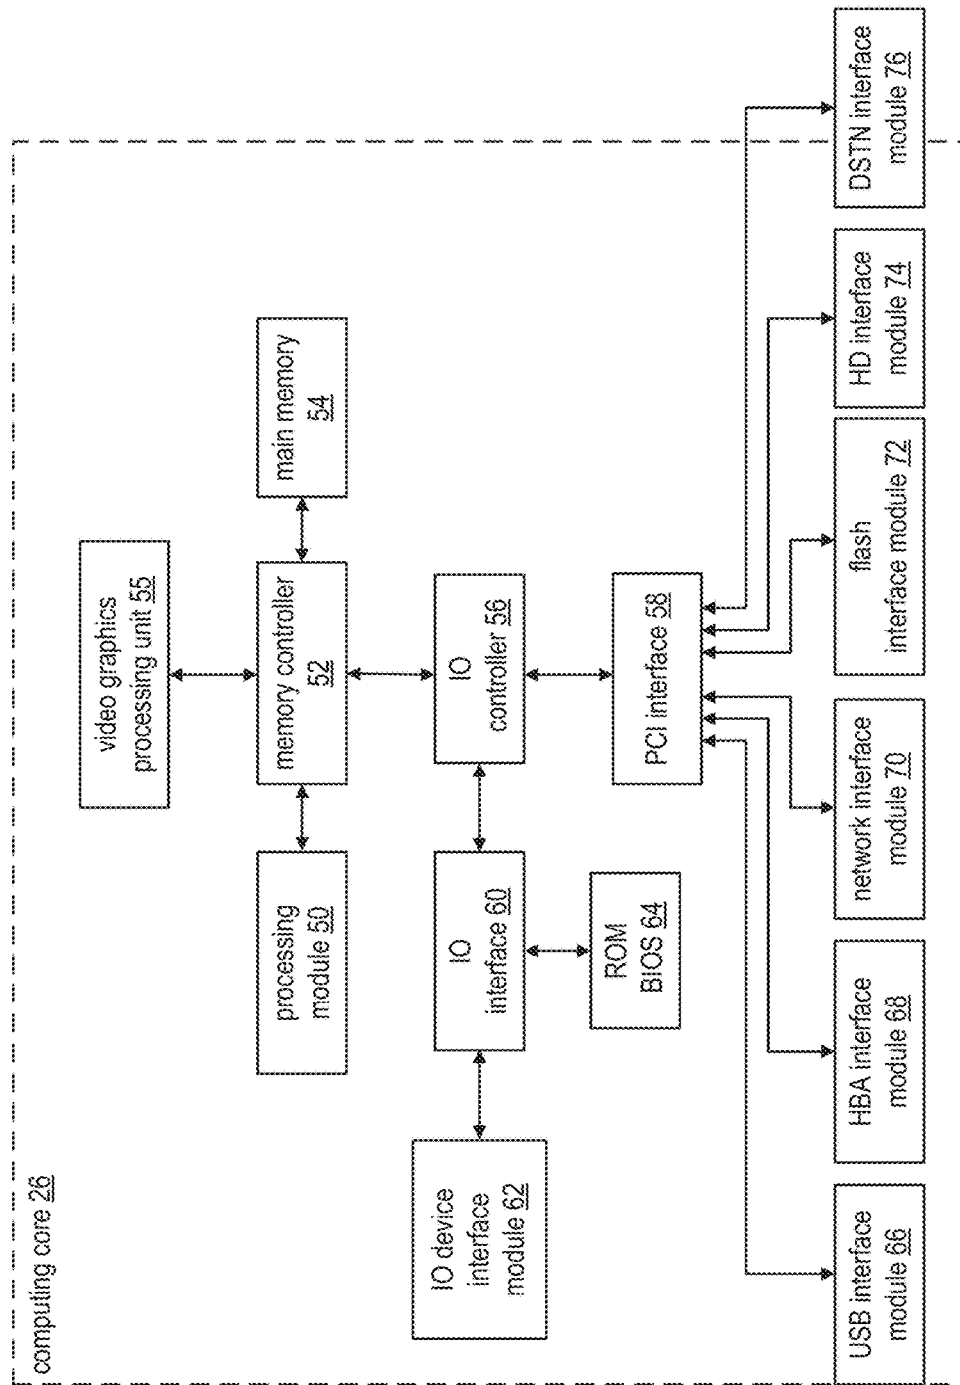 computing core 26
video graphics
processing unit 55
processing
module 50
memory controller
52
main memory
54
IO device
interface
module 62
IO
interface 60
IO
controller 56
ROM
BIOS 64
PCI interface 58
USB interface
module 66
HBA interface
module 68
network interface
module 70
flash
interface module 72
HD interface
module 74
DSTN interface
module 76